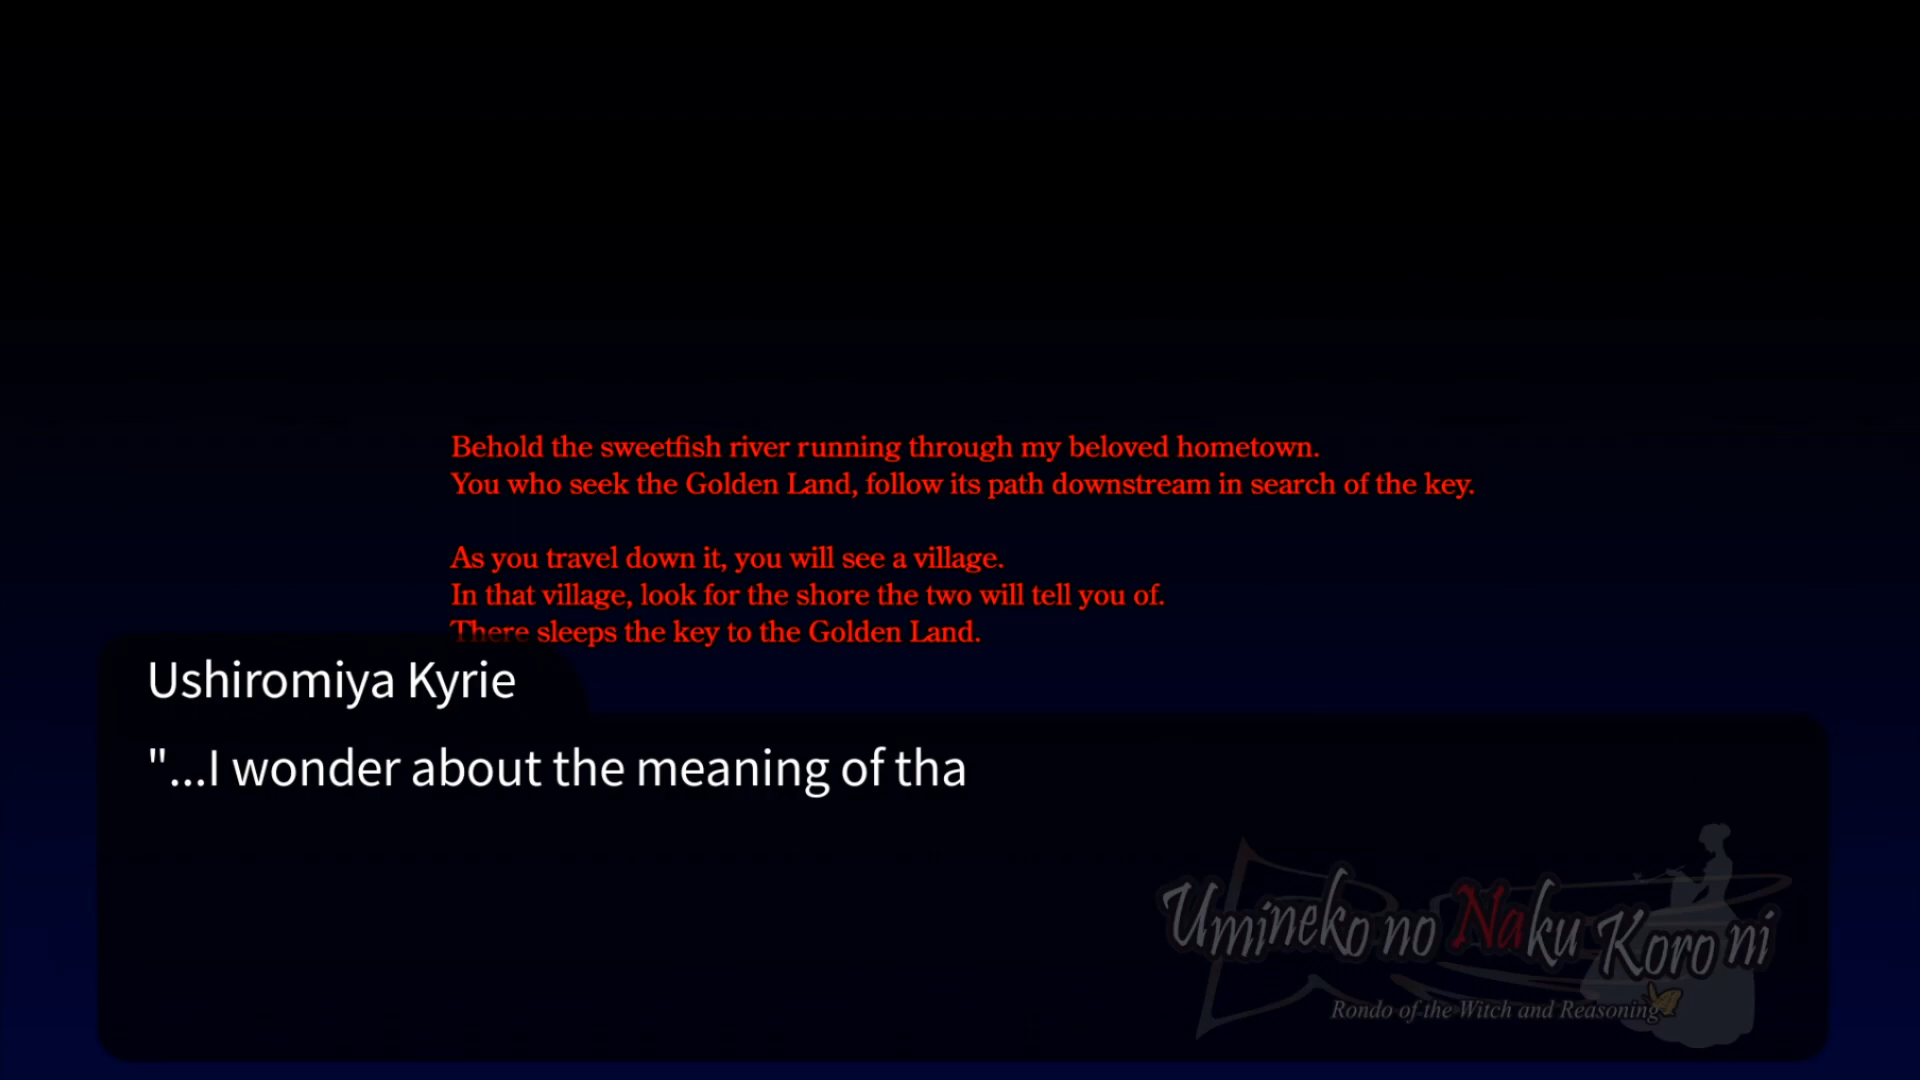 Behold the sweetfish river running through my beloved hometown.
You who seek the Golden Land, follow its path downstream in search of the key.
As you travel down it, you will see a village.
In that village, look for the shore the two will tell you of.
There sleeps the key to the Golden Land.
Ushiromiya Kyrie
"...I wonder about the meaning of tha
Umineko no Naku Koro ni
Rondo of the Witch and Reasoning